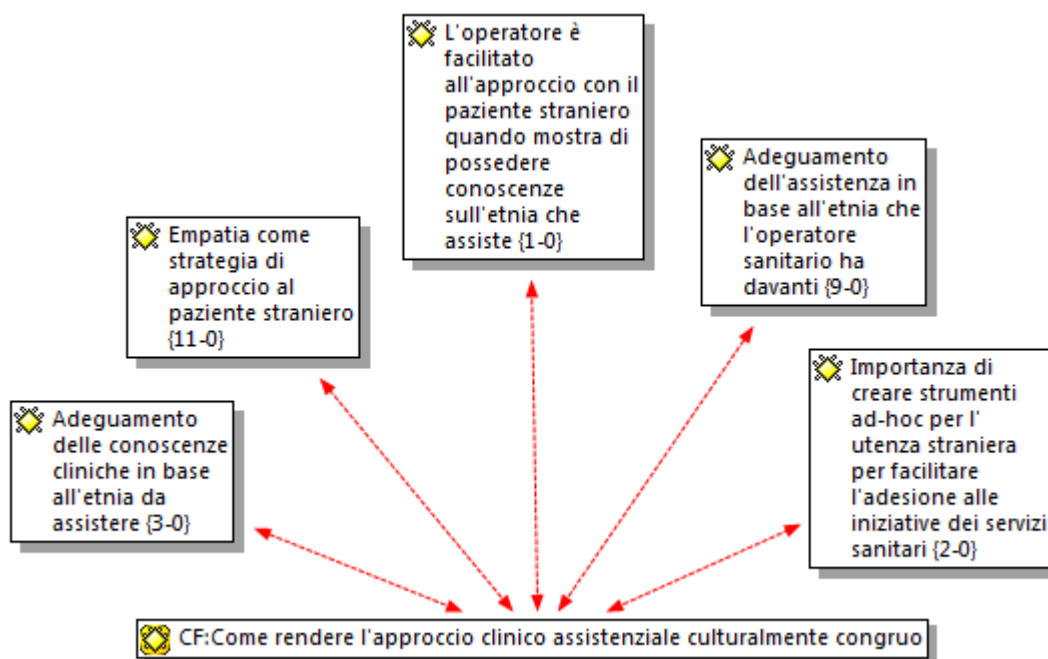 L'operatore è
facilitato
all'approccio con il
paziente straniero
quando mostra di
possedere
conoscenze
sull'etnia che
assiste {1-0}
Adeguamento
dell'assistenza in
base all'etnia che
l'operatore
sanitario ha
davanti {9-0}
Empatia come
strategia di
approccio al
paziente straniero
{11-0}
Importanza di
creare strumenti
ad-hoc per l'
utenza straniera
per facilitare
l'adesione alle
iniziative dei servizi
sanitari {2-0}
Adeguamento
delle conoscenze
cliniche in base
all'etnia da
assistere {3-0}
CF:Come rendere l'approccio clinico assistenziale culturalmente congruo